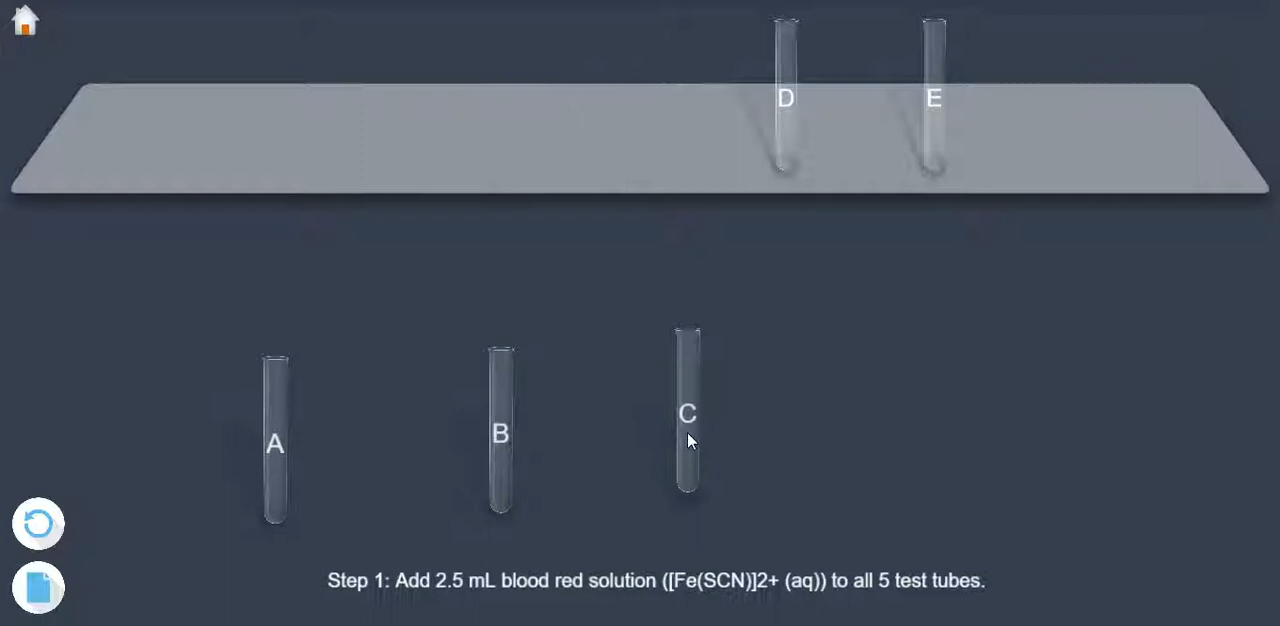 D
E
A
B
C
Step 1: Add 2.5 mL blood red solution ([Fe(SCN)]2+ (aq)) to all 5 test tubes.